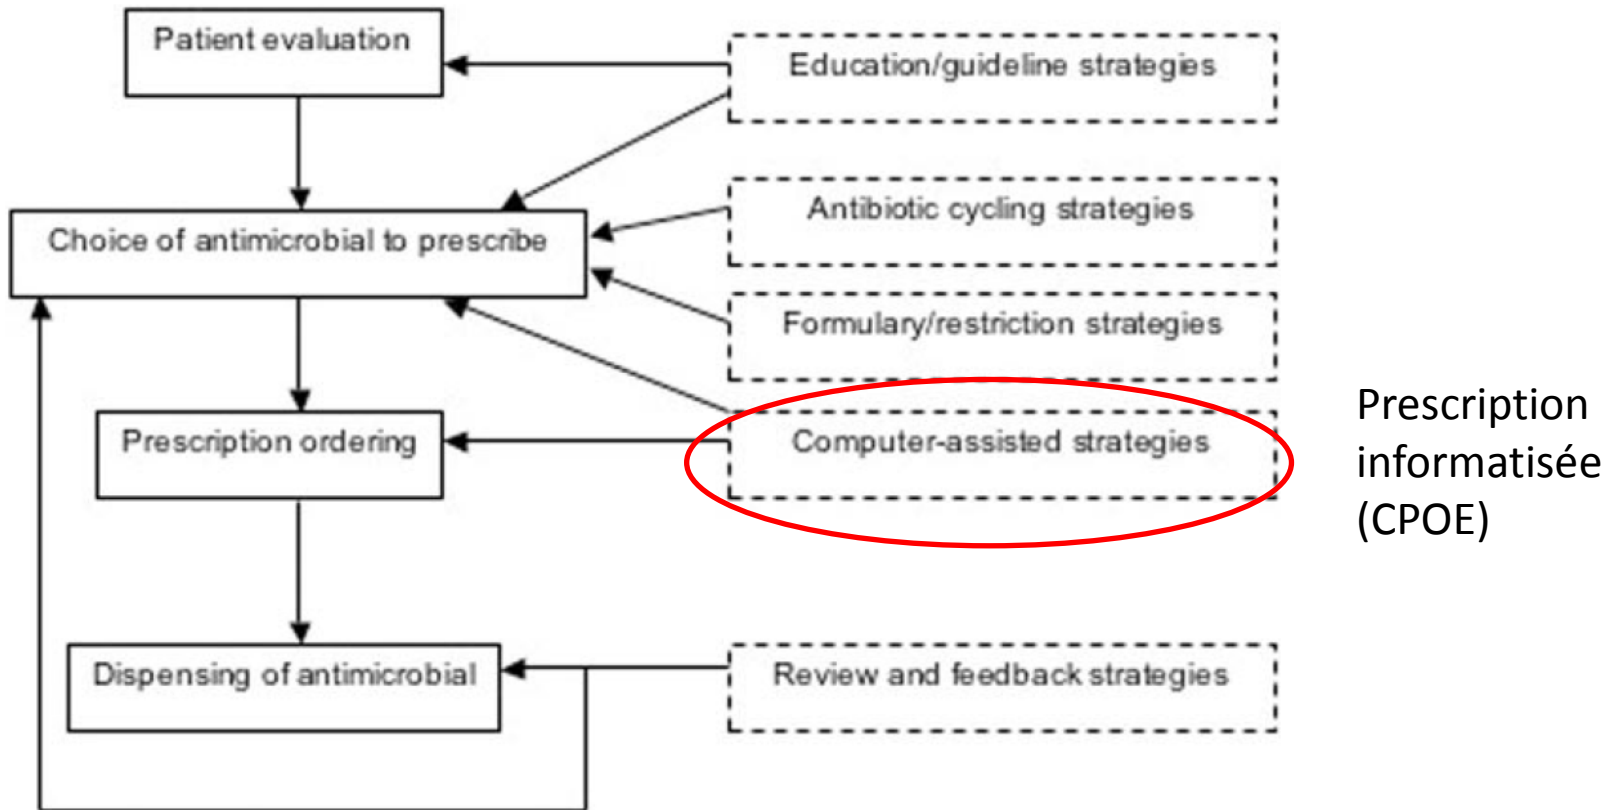 Patient evaluation
Education/guideline strategies
Antibiotic cycling strategies
Choice of antimicrobial to prescribe
Formulary/restriction strategies
Prescription ordering
Computer-assisted strategies
Prescription
informatisée
(CPOE)
Dispensing of antimicrobial
Review and feedback strategies